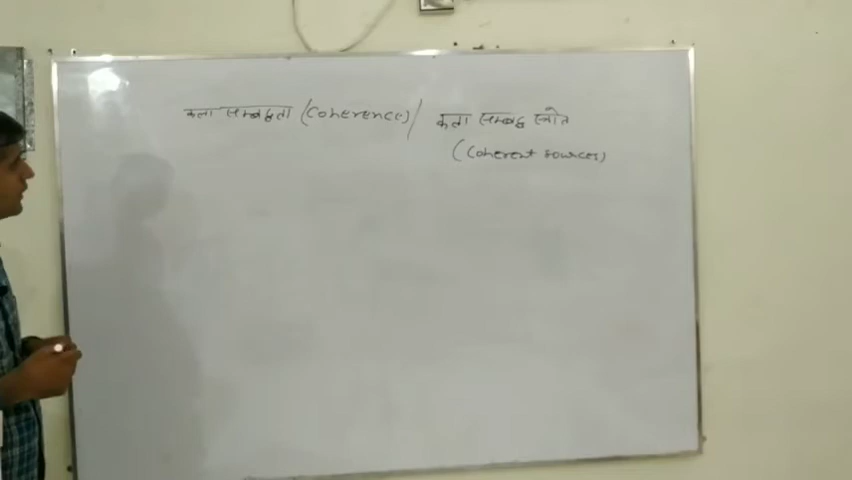 कला सम्बद्धता (Coherence) / कला सम्बद्ध स्त्रोत
(Coherent sources)